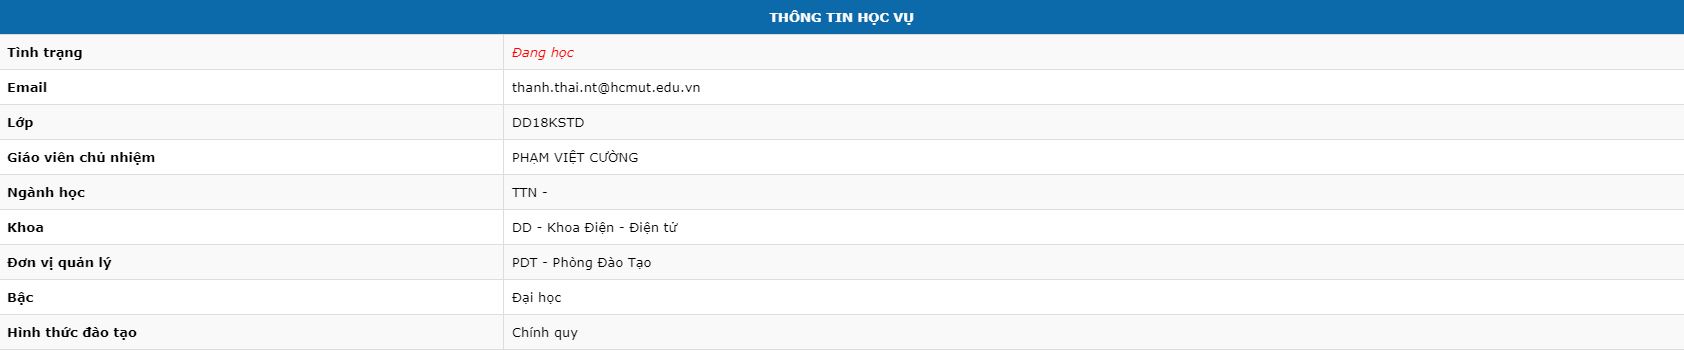 THÔNG TIN HỌC VỤ
Tình trạng Đang học
Email thanh.thai.nt@hcmut.edu.vn
Lớp DD18KSTD
Giáo viên chủ nhiệm PHẠM VIỆT CƯỜNG
Ngành học TTN -
Khoa DD - Khoa Điện - Điện tử
Đơn vị quản lý PDT - Phòng Đào Tạo
Bậc Đại học
Hình thức đào tạo Chính quy